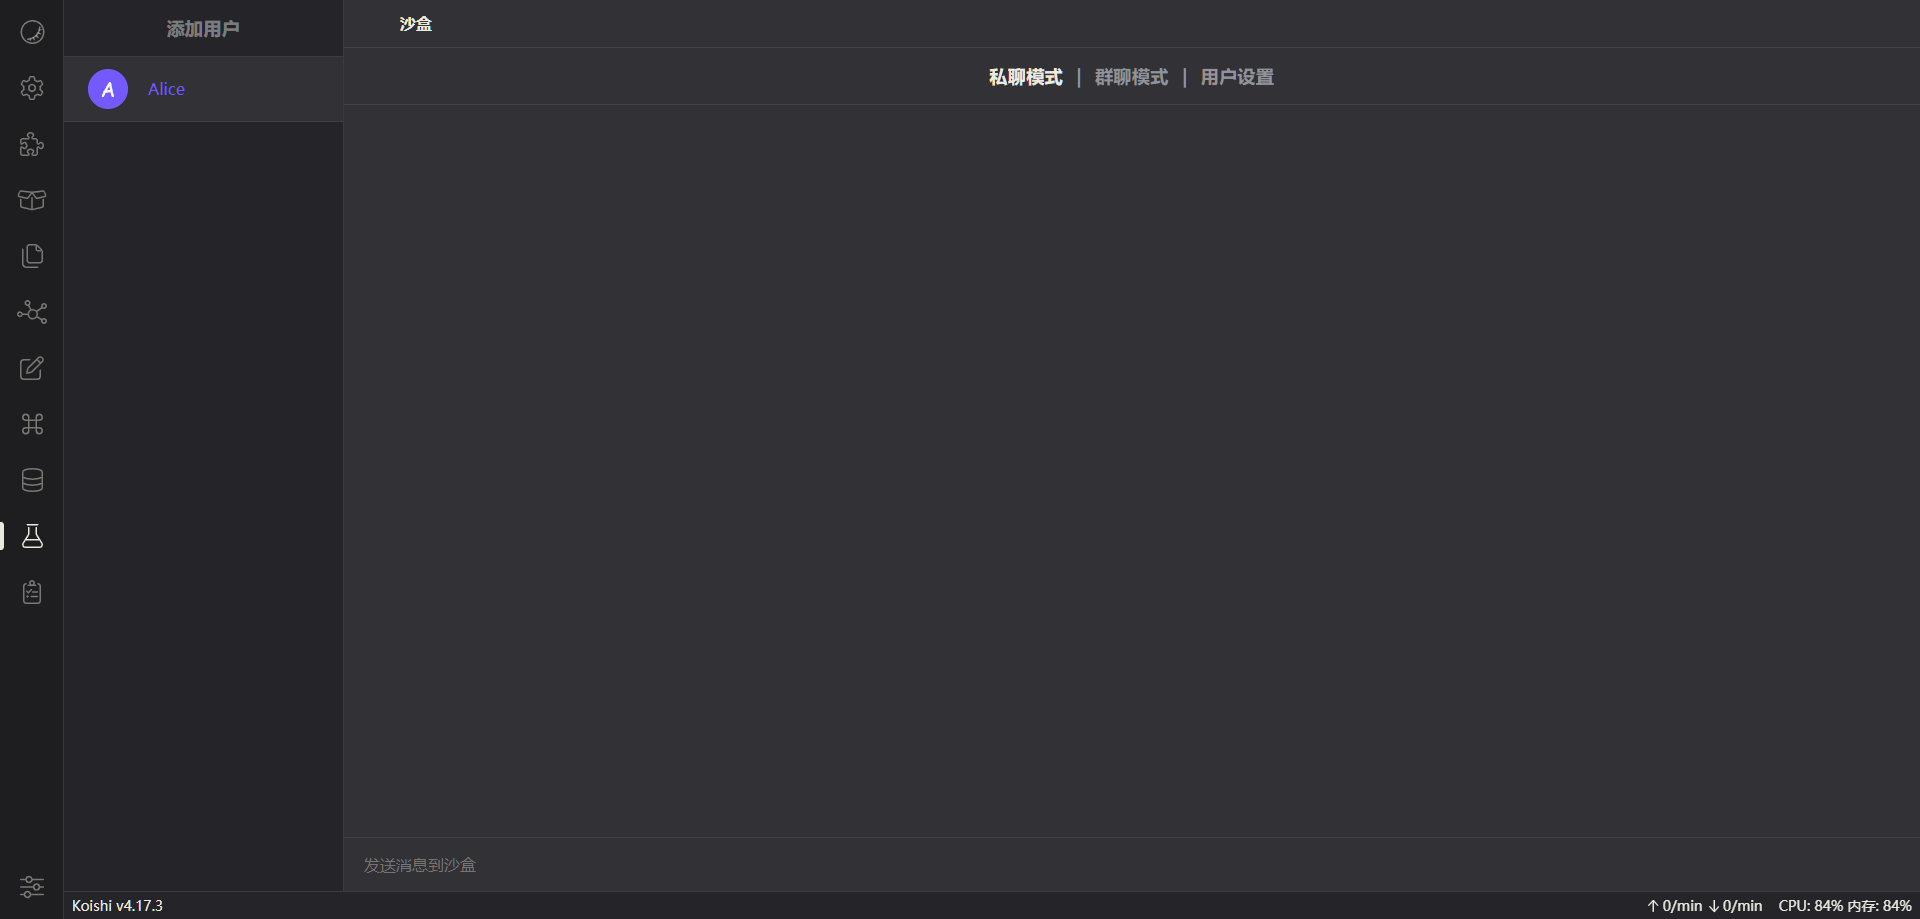 添加用户
A Alice
沙盒
私聊模式 | 群聊模式 | 用户设置
发送消息到沙盒
Koishi v4.17.3
↑ 0/min ↓ 0/min CPU: 84% 内存: 84%